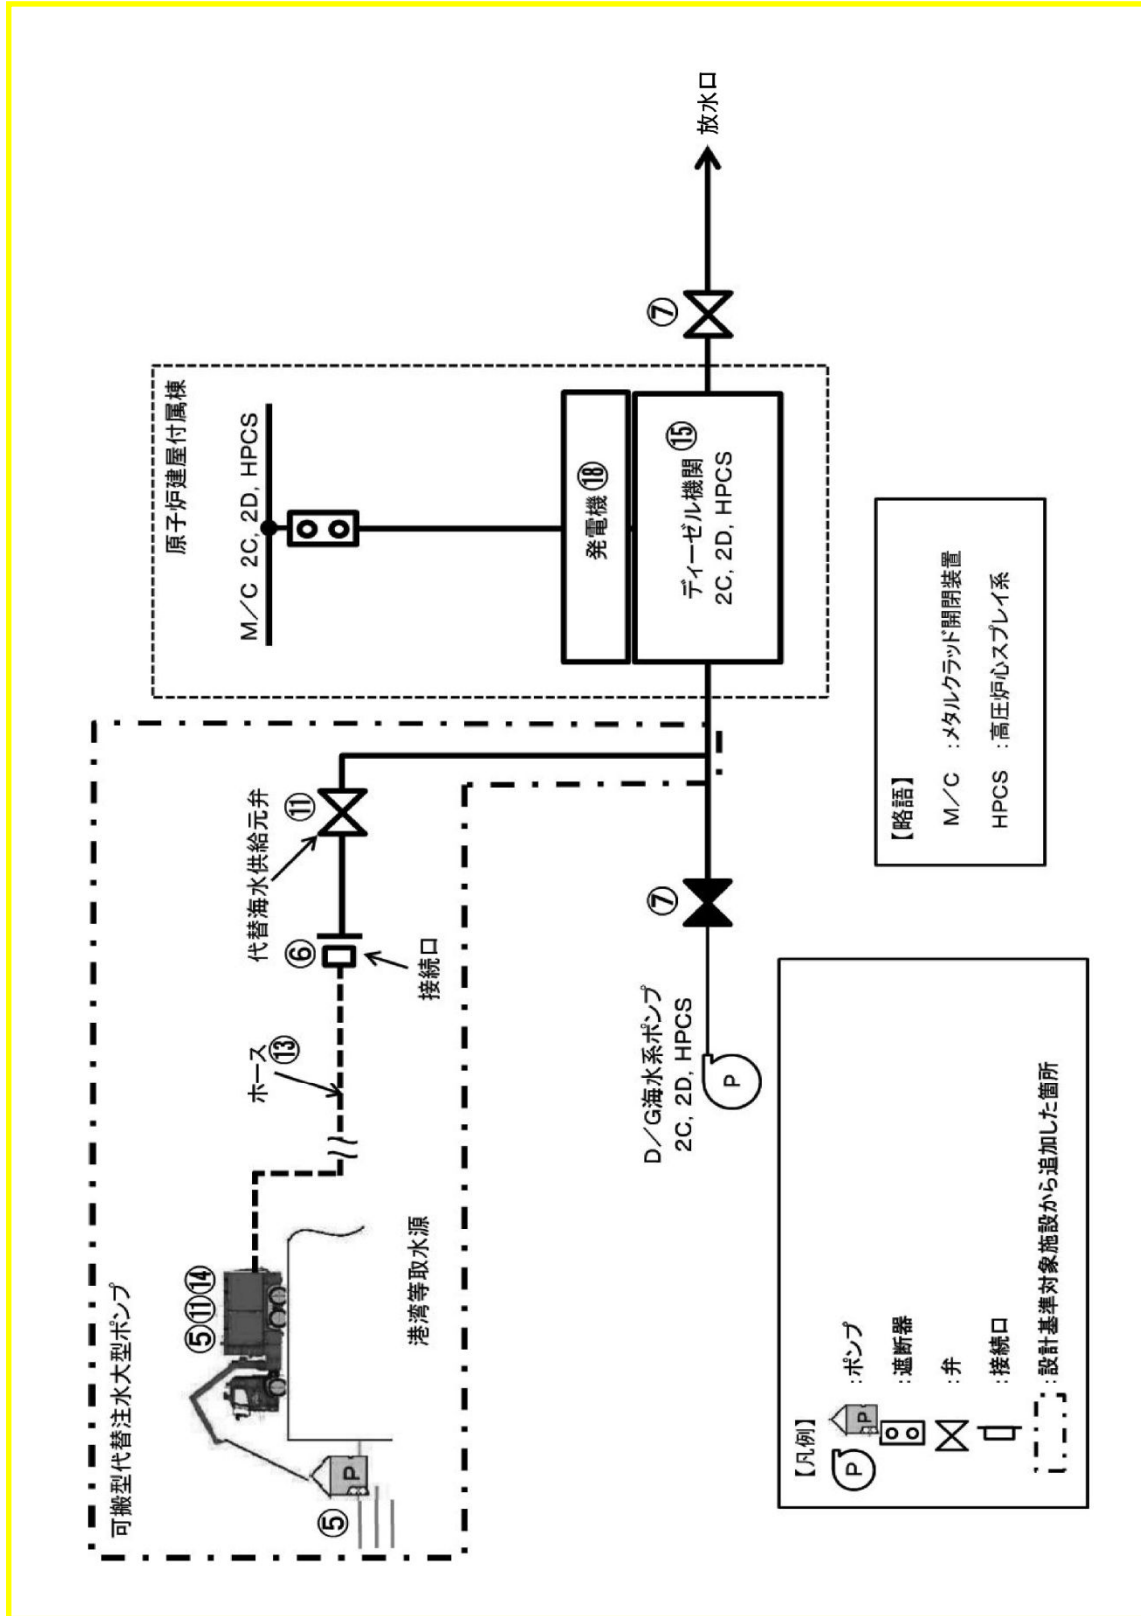 可搬型代替注水大型ポンプ
⑤⑪⑭
⑤
P
港湾等取水源
ホース
⑬
⑥
接続口
代替海水供給元弁
⑪
原子炉建屋付属棟
M/C 2C, 2D, HPCS
発電機⑱
ディーゼル機関⑮
2C, 2D, HPCS
⑦
放水口
D/G海水系ポンプ
2C, 2D, HPCS
P
⑦
【凡例】
P P :ポンプ
:遮断器
:弁
:接続口
:設計基準対象施設から追加した箇所
【略語】
M/C :メタルクラッド開閉装置
HPCS :高圧炉心スプレイ系